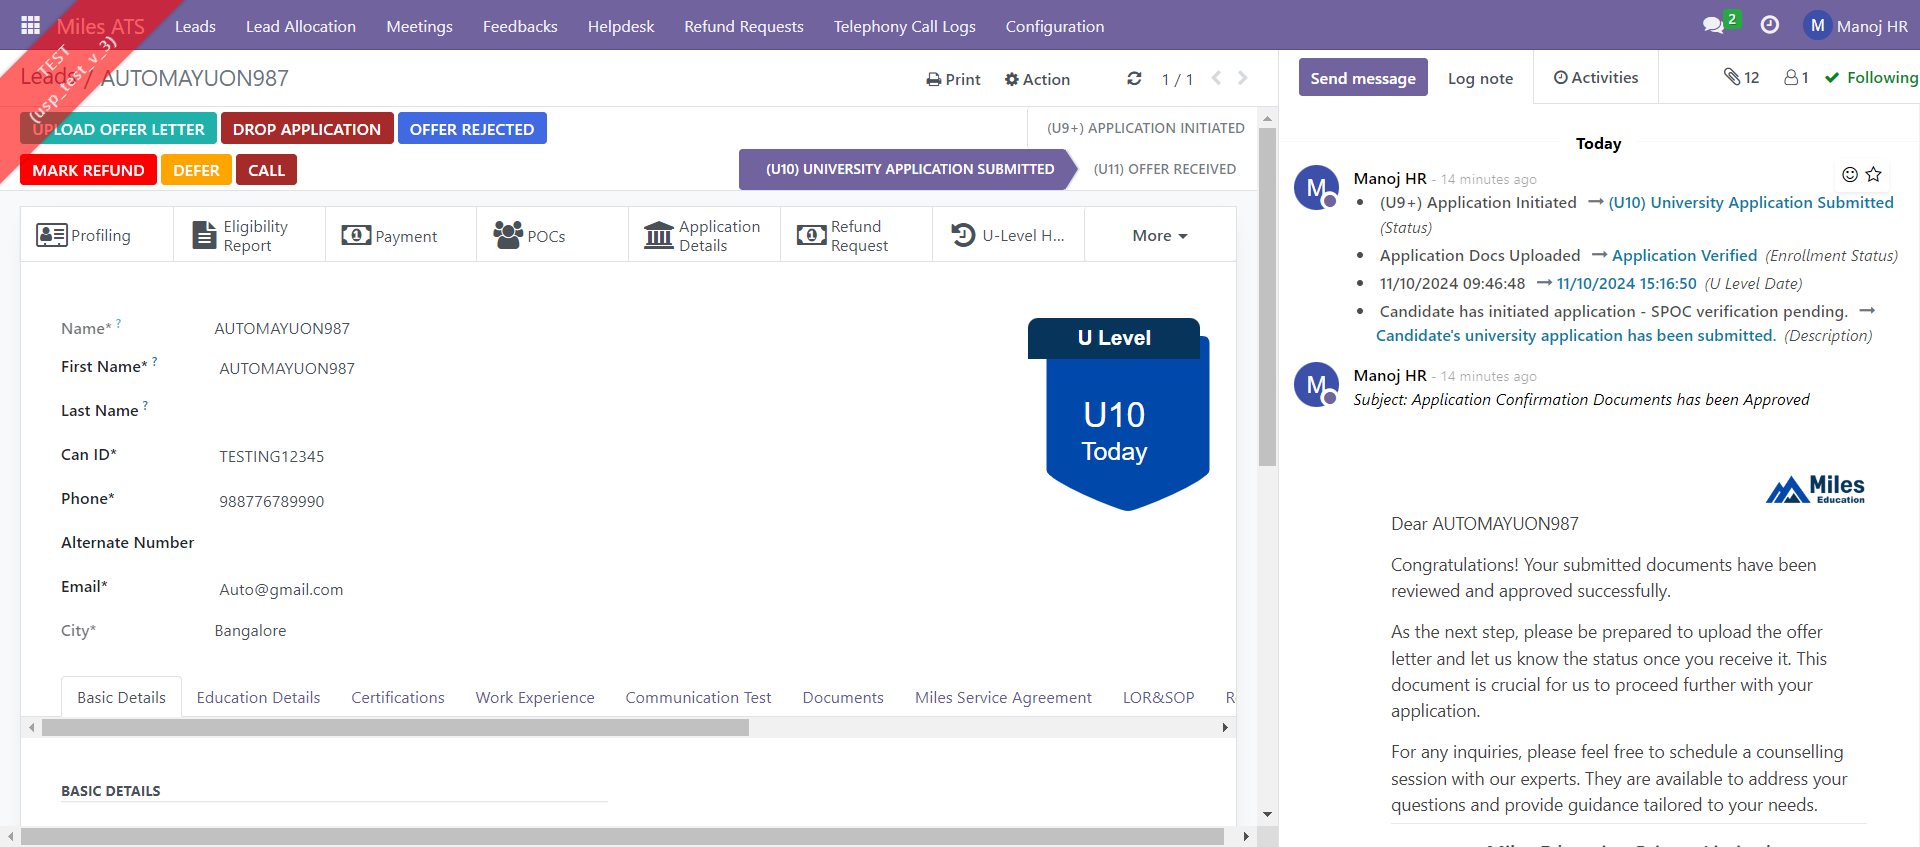 Miles ATS Leads Lead Allocation Meetings Feedbacks Helpdesk Refund Requests Telephony Call Logs Configuration 2 M Manoj HR
TEST
(usp_test_v_3)
Leads / AUTOMAYUON987
Print Action 1 / 1
UPLOAD OFFER LETTER DROP APPLICATION OFFER REJECTED
(U9+) APPLICATION INITIATED
MARK REFUND DEFER CALL
(U10) UNIVERSITY APPLICATION SUBMITTED (U11) OFFER RECEIVED
Profiling
Eligibility
Report
Payment
POCs
Application
Details
Refund
Request
U-Level H...
More
Name* ? AUTOMAYUON987
First Name* ? AUTOMAYUON987
Last Name ?
Can ID* TESTING12345
Phone* 988776789990
Alternate Number
Email* Auto@gmail.com
City* Bangalore
U Level
U10
Today
Basic Details Education Details Certifications Work Experience Communication Test Documents Miles Service Agreement LOR&SOP
BASIC DETAILS
Send message Log note Activities 12 1 Following
Today
M
Manoj HR - 14 minutes ago
• (U9+) Application Initiated → (U10) University Application Submitted
(Status)
• Application Docs Uploaded → Application Verified (Enrollment Status)
• 11/10/2024 09:46:48 → 11/10/2024 15:16:50 (U Level Date)
• Candidate has initiated application - SPOC verification pending. →
Candidate's university application has been submitted. (Description)
M
Manoj HR - 14 minutes ago
Subject: Application Confirmation Documents has been Approved
Miles
Education
Dear AUTOMAYUON987
Congratulations! Your submitted documents have been
reviewed and approved successfully.
As the next step, please be prepared to upload the offer
letter and let us know the status once you receive it. This
document is crucial for us to proceed further with your
application.
For any inquiries, please feel free to schedule a counselling
session with our experts. They are available to address your
questions and provide guidance tailored to your needs.